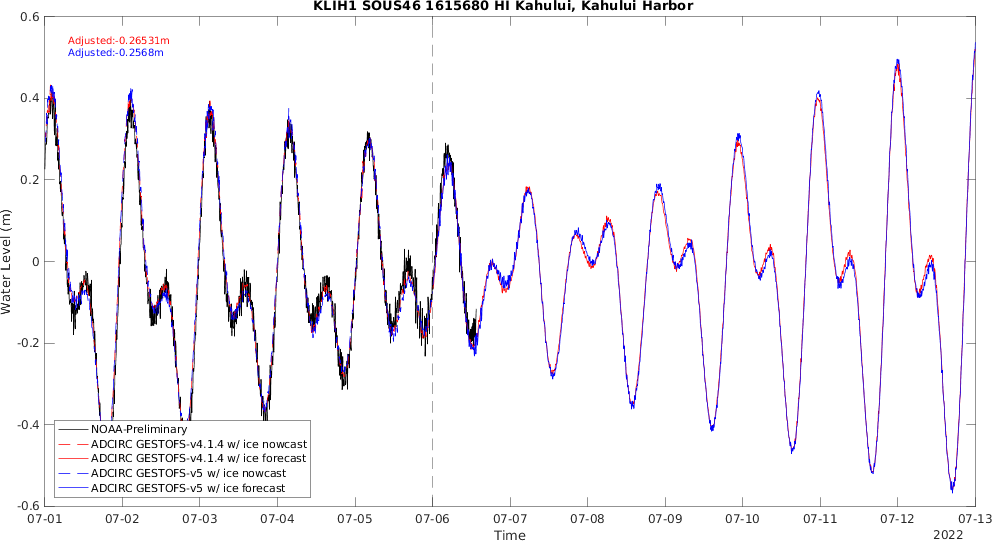 KLIH1 SOUS46 1615680 HI Kahului, Kahului Harbor
Adjusted:-0.26531m
Adjusted:-0.2568m
0.6
0.4
0.2
0
-0.2
-0.4
-0.6
Water Level (m)
NOAA-Preliminary
ADCIRC GESTOFS-v4.1.4 w/ ice nowcast
ADCIRC GESTOFS-v4.1.4 w/ ice forecast
ADCIRC GESTOFS-v5 w/ ice nowcast
ADCIRC GESTOFS-v5 w/ ice forecast
07-01 07-02 07-03 07-04 07-05 07-06 07-07 07-08 07-09 07-10 07-11 07-12 07-13
Time
2022